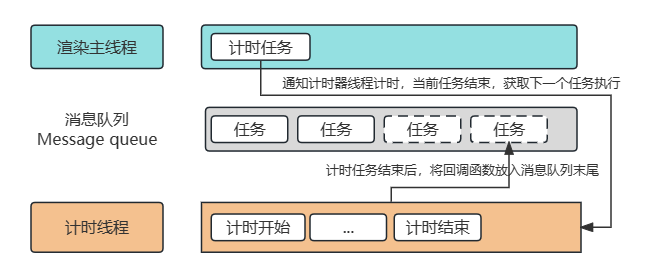 渲染主线程
计时任务
通知计时器线程计时，当前任务结束，获取下一个任务执行
消息队列
Message queue
任务
任务
任务
任务
计时任务结束后，将回调函数放入消息队列末尾
计时线程
计时开始
...
计时结束